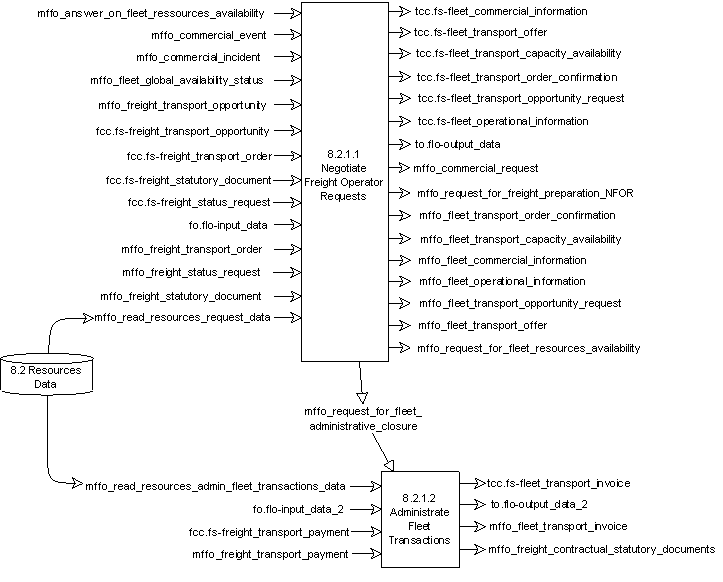 mffo_answer_on_fleet_ressources_availability
mffo_commercial_event
mffo_commercial_incident
mffo_fleet_global_availability_status
mffo_freight_transport_opportunity
fcc.fs-freight_transport_opportunity
fcc.fs-freight_transport_order
fcc.fs-freight_statutory_document
fcc.fs-freight_status_request
fo.flo-input_data
mffo_freight_transport_order
mffo_freight_status_request
mffo_freight_statutory_document
mffo_read_resources_request_data
8.2.1.1
Negotiate
Freight Operator
Requests
tcc.fs-fleet_commercial_information
tcc.fs-fleet_transport_offer
tcc.fs-fleet_transport_capacity_availability
tcc.fs-fleet_transport_order_confirmation
tcc.fs-fleet_transport_opportunity_request
tcc.fs-fleet_operational_information
to.flo-output_data
mffo_commercial_request
mffo_request_for_freight_preparation_NFOR
mffo_fleet_transport_order_confirmation
mffo_fleet_transport_capacity_availability
mffo_fleet_commercial_information
mffo_fleet_operational_information
mffo_fleet_transport_opportunity_request
mffo_fleet_transport_offer
mffo_request_for_fleet_resources_availability
8.2 Resources
Data
mffo_request_for_fleet_
administrative_closure
mffo_read_resources_admin_fleet_transactions_data
fo.flo-input_data_2
fcc.fs-freight_transport_payment
mffo_freight_transport_payment
8.2.1.2
Administrate
Fleet
Transactions
tcc.fs-fleet_transport_invoice
to.flo-output_data_2
mffo_fleet_transport_invoice
mffo_freight_contractual_statutory_documents